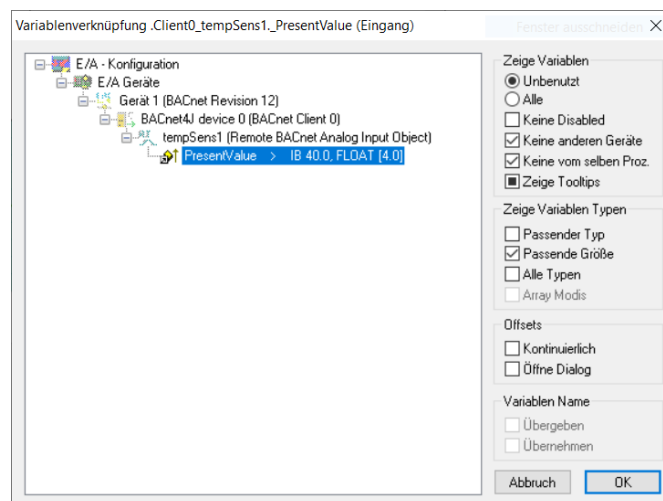 Variablenverknüpfung .Client0_tempSens1._PresentValue (Eingang)
Fenster ausschneiden
E/A - Konfiguration
E/A Geräte
Gerät 1 (BACnet Revision 12)
BACnet4J device 0 (BACnet Client 0)
tempSens1 (Remote BACnet Analog Input Object)
PresentValue > IB 40.0, FLOAT [4.0]
Zeige Variablen
Unbenutzt
Alle
Keine Disabled
Keine anderen Geräte
Keine vom selben Proz.
Zeige Tooltips
Zeige Variablen Typen
Passender Typ
Passende Größe
Alle Typen
Array Modis
Offsets
Kontinuierlich
Öffne Dialog
Variablen Name
Übergeben
Übernehmen
Abbruch
OK